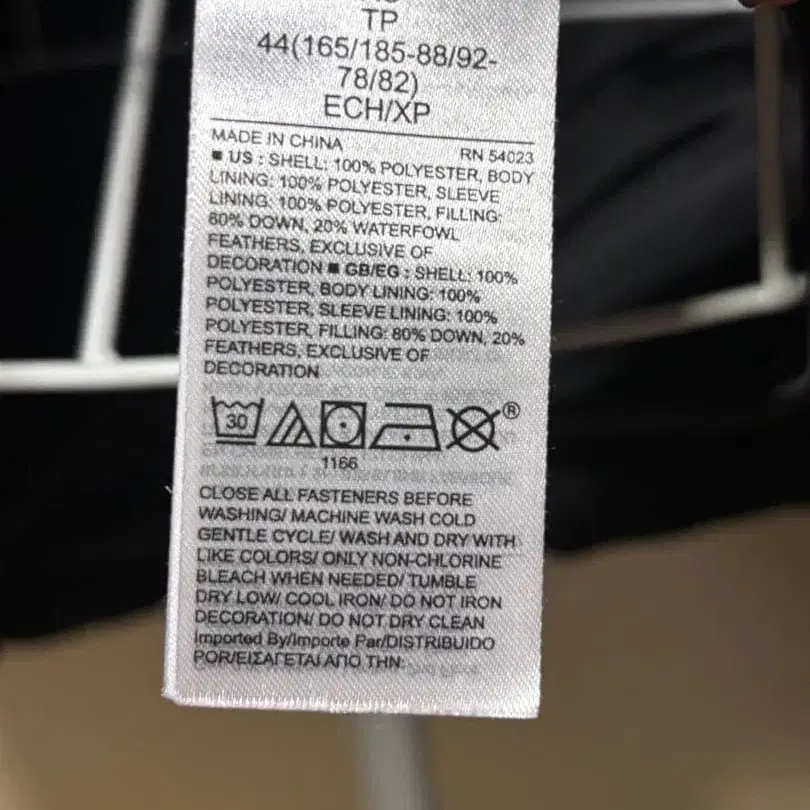 TP
44(165/185-88/92-
78/82)
ECH/XP
MADE IN CHINA RN 54023
■ US : SHELL: 100% POLYESTER, BODY
LINING: 100% POLYESTER, SLEEVE
LINING: 100% POLYESTER, FILLING:
80% DOWN, 20% WATERFOWL
FEATHERS, EXCLUSIVE OF
DECORATION ■ GB/EG : SHELL: 100%
POLYESTER, BODY LINING: 100%
POLYESTER, SLEEVE LINING: 100%
POLYESTER, FILLING: 80% DOWN, 20%
FEATHERS, EXCLUSIVE OF
DECORATION
30 ®
1166
CLOSE ALL FASTENERS BEFORE
WASHING/ MACHINE WASH COLD
GENTLE CYCLE/ WASH AND DRY WITH
LIKE COLORS/ ONLY NON-CHLORINE
BLEACH WHEN NEEDED/ TUMBLE
DRY LOW/ COOL IRON/ DO NOT IRON
DECORATION/ DO NOT DRY CLEAN
Imported By/Importe Par/DISTRIBUIDO
POR/ΕΙΣΑΓΕΤΑΙ ΑΠΟ ΤΗΝ: